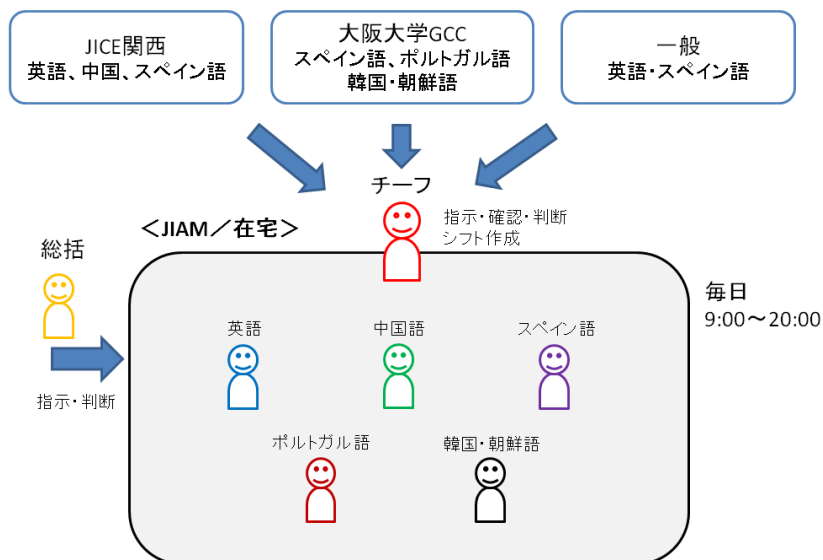 JICE関西
英語、中国、スペイン語
大阪大学GCC
スペイン語、ポルトガル語
韓国・朝鮮語
一般
英語・スペイン語
チーフ
指示・確認・判断
シフト作成
＜JIAM／在宅＞
総括
指示・判断
毎日
9:00～20:00
英語
中国語
スペイン語
ポルトガル語
韓国・朝鮮語